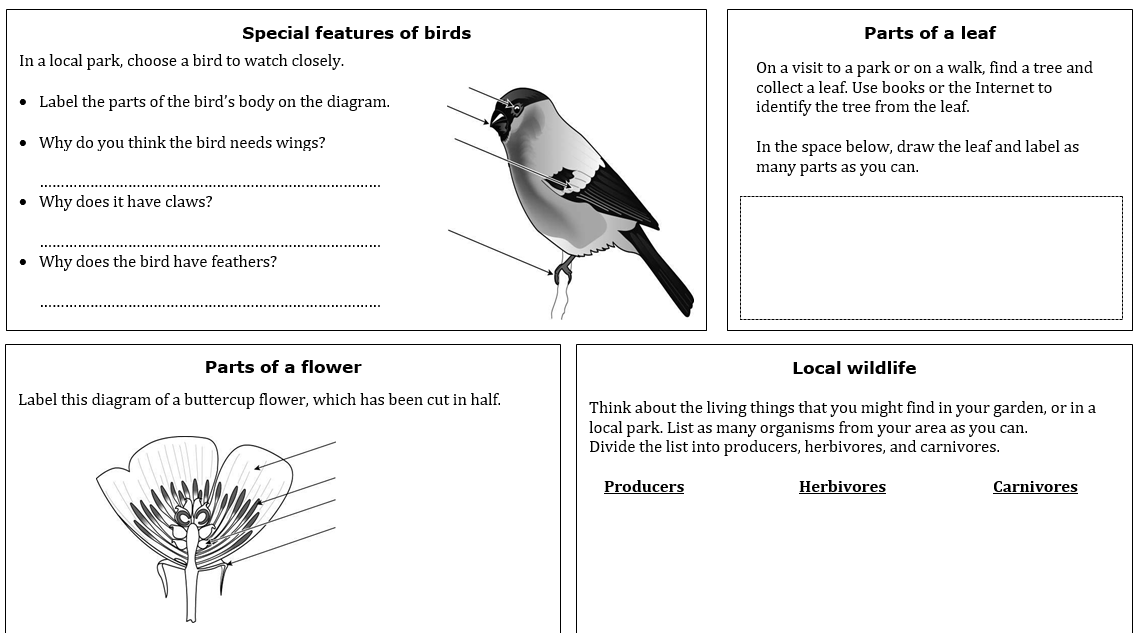 Special features of birds
In a local park, choose a bird to watch closely.
• Label the parts of the bird’s body on the diagram.
• Why do you think the bird needs wings?
................................................................................
• Why does it have claws?
................................................................................
• Why does the bird have feathers?
................................................................................
Parts of a leaf
On a visit to a park or on a walk, find a tree and
collect a leaf. Use books or the Internet to
identify the tree from the leaf.
In the space below, draw the leaf and label as
many parts as you can.
Parts of a flower
Label this diagram of a buttercup flower, which has been cut in half.
Local wildlife
Think about the living things that you might find in your garden, or in a
local park. List as many organisms from your area as you can.
Divide the list into producers, herbivores, and carnivores.
Producers Herbivores Carnivores